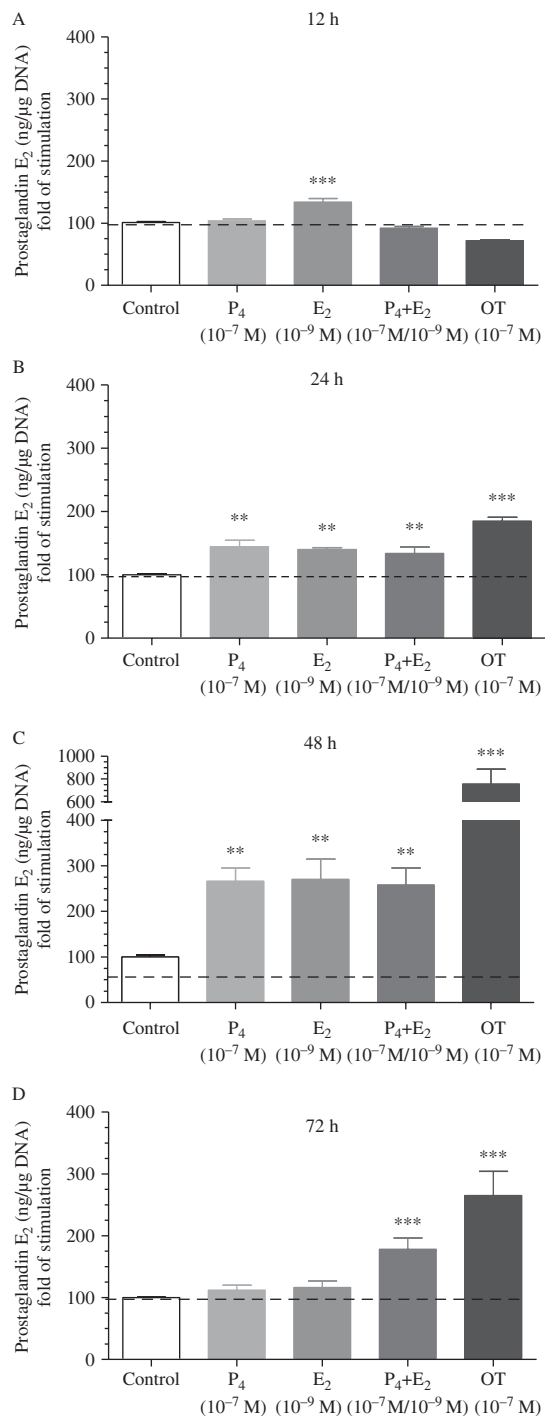 A
12 h
Prostaglandin E₂ (ng/µg DNA)
fold of stimulation
400
300
200
100
0
***
Control
P₄
E₂
P₄+E₂
OT
(10⁻⁷ M)
(10⁻⁹ M)
(10⁻⁷M/10⁻⁹ M)
(10⁻⁷ M)
B
24 h
Prostaglandin E₂ (ng/µg DNA)
fold of stimulation
400
300
200
100
0
**
**
**
***
Control
P₄
E₂
P₄+E₂
OT
(10⁻⁷ M)
(10⁻⁹ M)
(10⁻⁷M/10⁻⁹ M)
(10⁻⁷ M)
C
48 h
Prostaglandin E₂ (ng/µg DNA)
fold of stimulation
1000
800
600
400
300
200
100
0
**
**
**
***
Control
P₄
E₂
P₄+E₂
OT
(10⁻⁷ M)
(10⁻⁹ M)
(10⁻⁷M/10⁻⁹ M)
(10⁻⁷ M)
D
72 h
Prostaglandin E₂ (ng/µg DNA)
fold of stimulation
400
300
200
100
0
***
***
Control
P₄
E₂
P₄+E₂
OT
(10⁻⁷ M)
(10⁻⁹ M)
(10⁻⁷M/10⁻⁹ M)
(10⁻⁷ M)